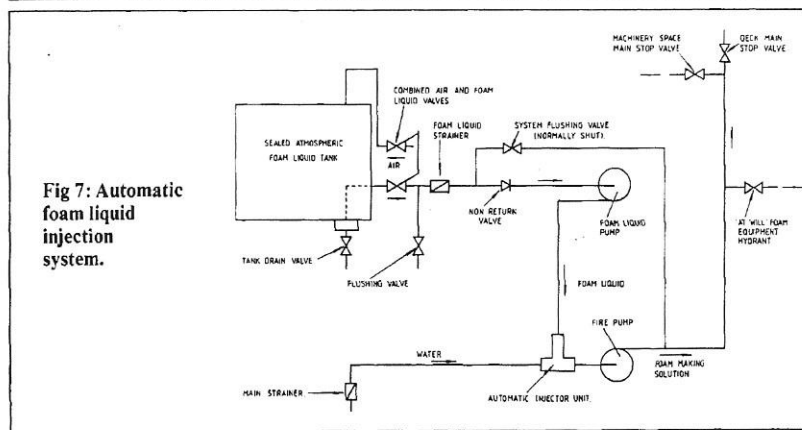 Fig 7: Automatic
foam liquid
injection
system.
MACHINERY SPACE
MAIN STOP VALVE
DECK MAIN
STOP VALVE
COMBINED AIR AND FOAM
LIQUID VALVES
FOAM LIQUID
STRAINER
SYSTEM FLUSHING VALVE
(NORMALLY SHUT).
SEALED ATMOSPHERIC
FOAM LIQUID TANK
AIR
NON RETURN
VALVE
FOAM LIQUID
PUMP
'AT WILL' FOAM
EQUIPMENT
HYDRANT
TANK DRAIN VALVE
FLUSHING VALVE
FOAM LIQUID
FIRE PUMP
WATER
FOAM MAKING
SOLUTION
MAIN STRAINER
AUTOMATIC INJECTOR UNIT.